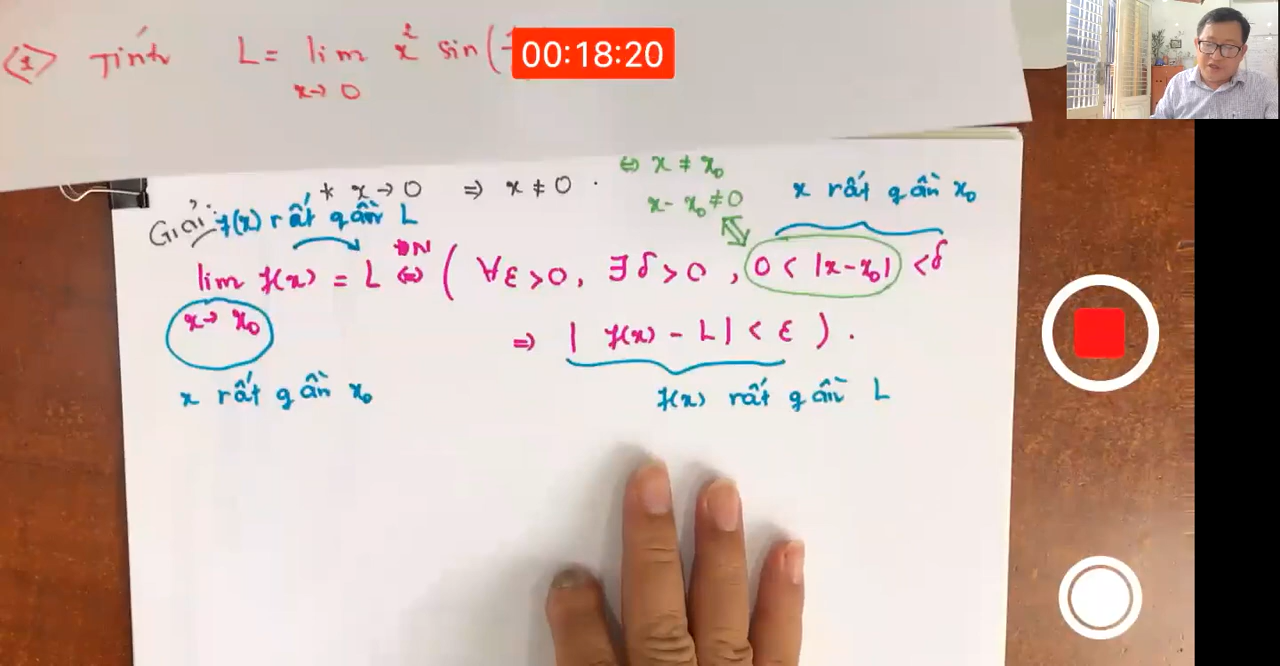 <1> Tính L = lim x² sin(
00:18:20
x→0
⇔ x ≠ x₀
* x→0 ⇒ x ≠ 0 .
x - x₀ ≠ 0
x rất gần x₀
Giải:
f(x) rất gần L
lim f(x) = L ĐN ⇔ ( ∀ε > 0, ∃δ > 0 , 0 < |x - x₀| < δ
x→ x₀
⇒ | f(x) - L | < ε ) .
x rất gần x₀
f(x) rất gần L